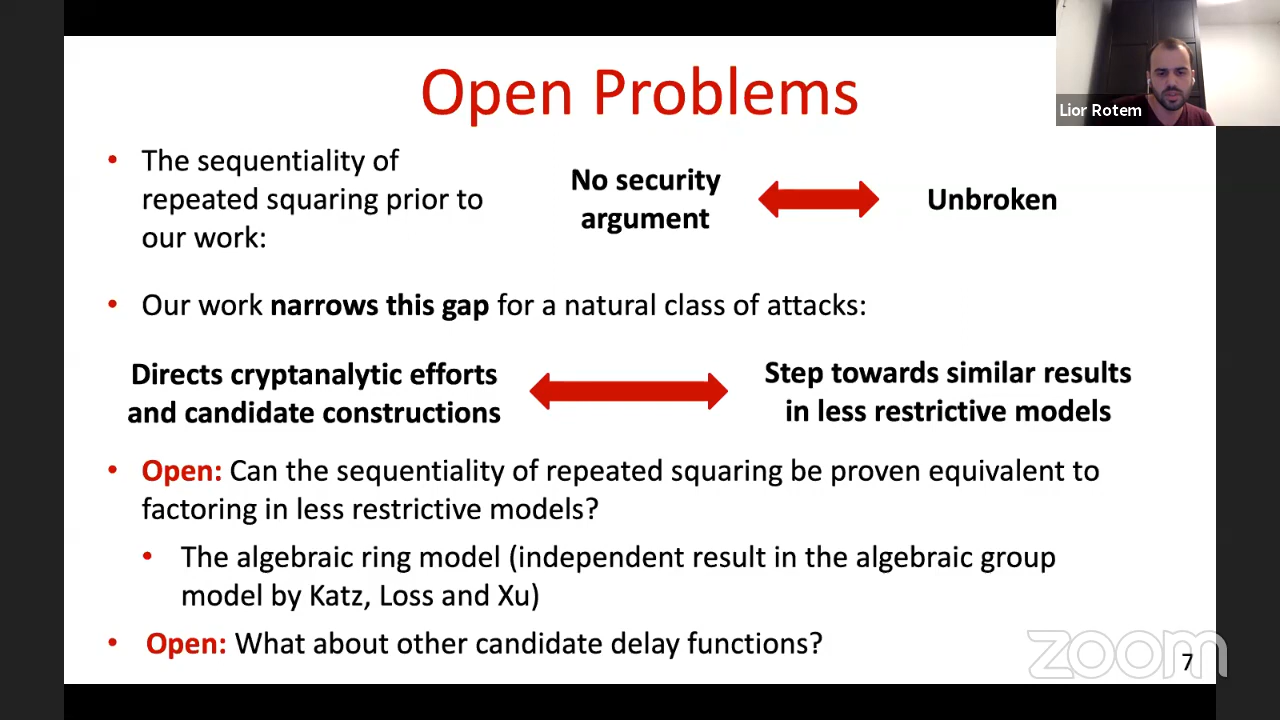 Open Problems
Lior Rotem
• The sequentiality of
repeated squaring prior to
our work:
No security
argument
Unbroken
• Our work narrows this gap for a natural class of attacks:
Directs cryptanalytic efforts
and candidate constructions
Step towards similar results
in less restrictive models
• Open: Can the sequentiality of repeated squaring be proven equivalent to
factoring in less restrictive models?
• The algebraic ring model (independent result in the algebraic group
model by Katz, Loss and Xu)
• Open: What about other candidate delay functions?
zoom
7